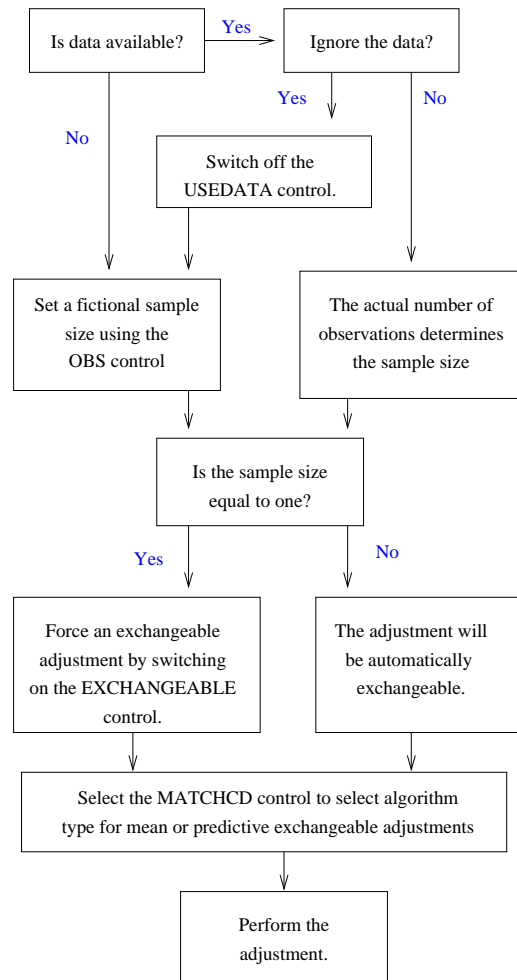 Is data available?
Yes
Ignore the data?
Yes
No
No
Switch off the
USEDATA control.
Set a fictional sample
size using the
OBS control
The actual number of
observations determines
the sample size
Is the sample size
equal to one?
Yes
No
Force an exchangeable
adjustment by switching
on the EXCHANGEABLE
control.
The adjustment will
be automatically
exchangeable.
Select the MATCHCD control to select algorithm
type for mean or predictive exchangeable adjustments
Perform the
adjustment.